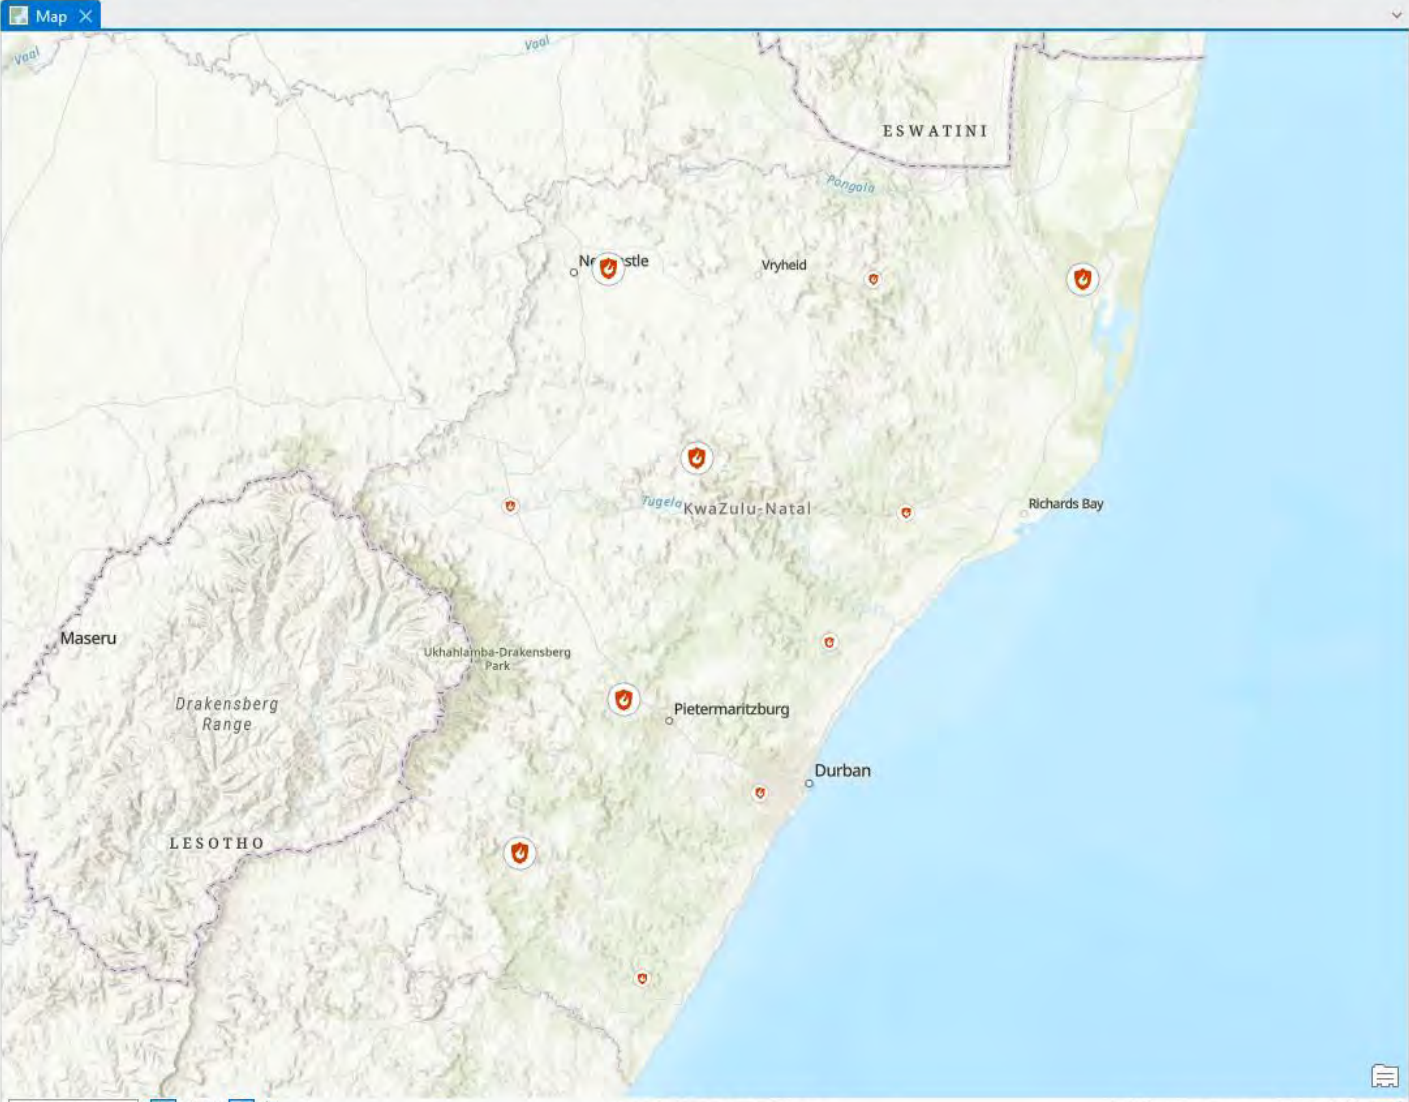 Map
Vaal
Vaal
ESWATINI
Pongola
Vryheid
Tugela
KwaZulu-Natal
Richards Bay
Maseru
Ukhahlamba-Drakensberg
Park
Drakensberg
Range
Pietermaritzburg
Durban
LESOTHO